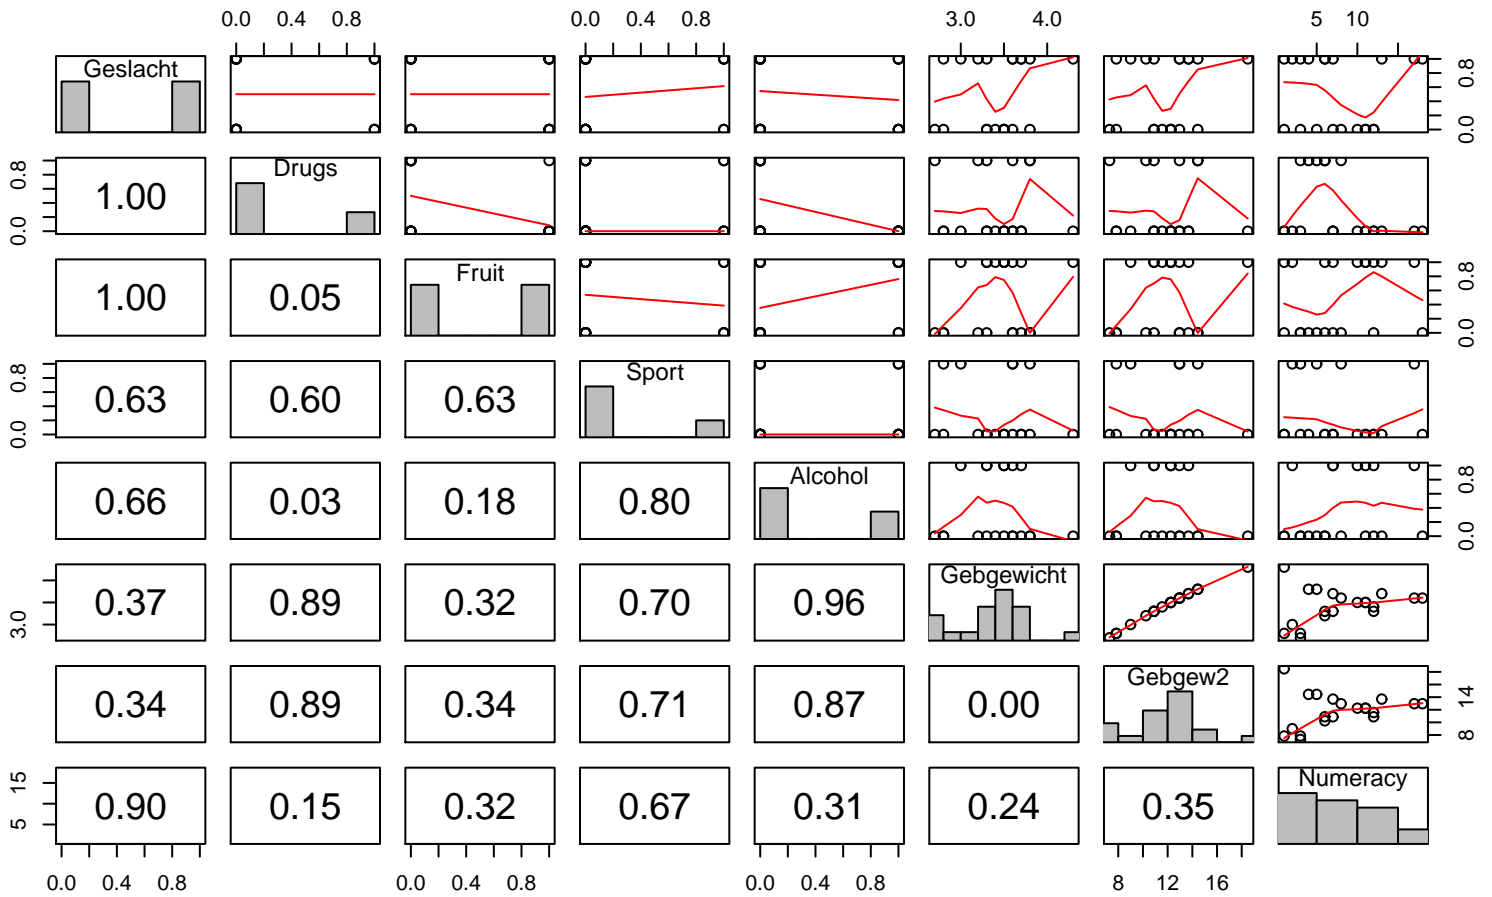 0.0 0.8 0.0 0.8 3.0 4.0 5 10
Geslacht 0.0 0.8
0.0 0.8 1.00 Drugs
1.00 0.05 Fruit 0.0 0.8
0.0 0.8 0.63 0.60 0.63 Sport
0.66 0.03 0.18 0.80 Alcohol 0.0 0.8
3.0 0.37 0.89 0.32 0.70 0.96 Gebgewicht
0.34 0.89 0.34 0.71 0.87 0.00 Gebgew2 8 14
5 15 0.90 0.15 0.32 0.67 0.31 0.24 0.35 Numeracy
0.0 0.4 0.8 0.0 0.4 0.8 0.0 0.4 0.8 8 12 16